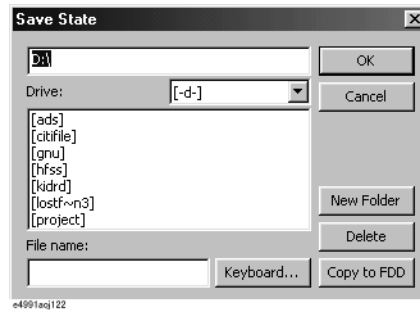 Save State
D:\
OK
Drive:
[-d-]
Cancel
[ads]
[citifile]
[gnu]
[hfss]
[kidrd]
[lostf~n3]
[project]
New Folder
Delete
File name:
Keyboard...
Copy to FDD
e4991aoj122